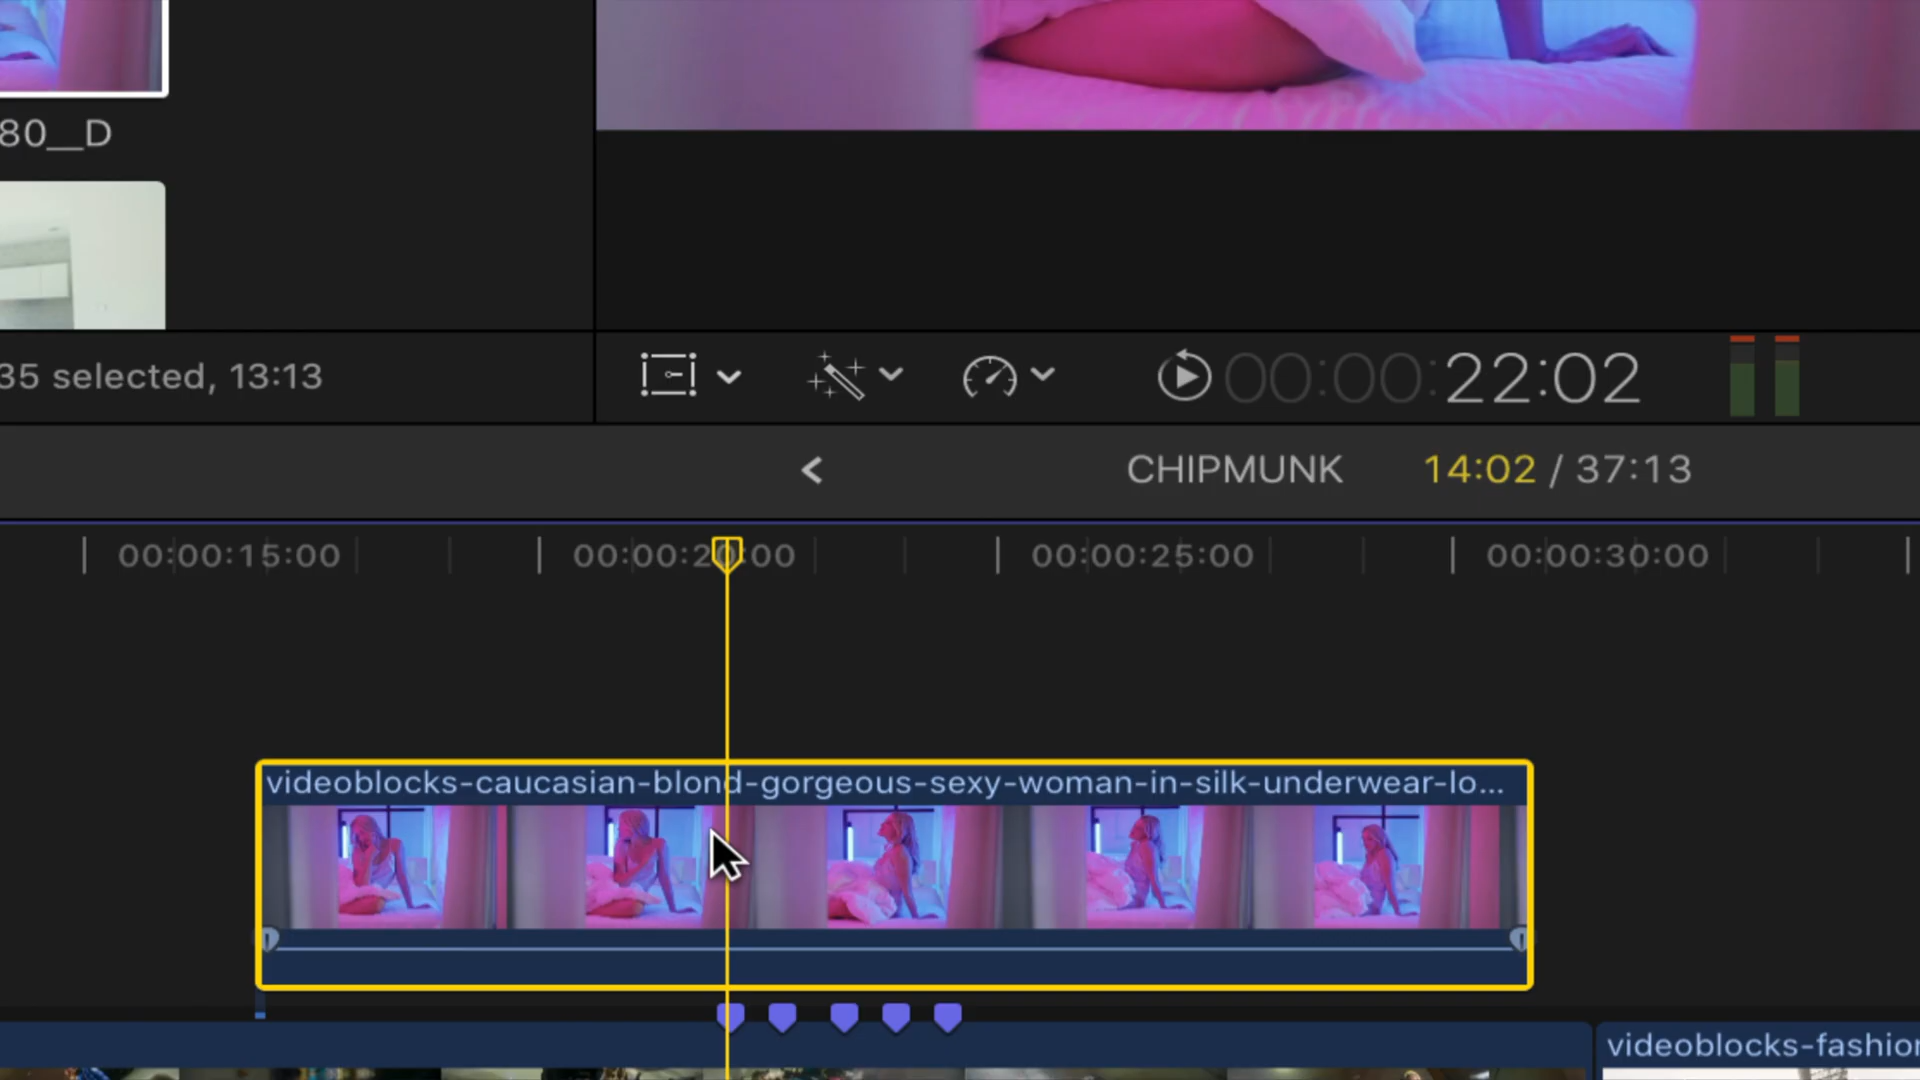 80__D
35 selected, 13:13
00:00:22:02
CHIPMUNK
14:02 / 37:13
00:00:15:00
00:00:20:00
00:00:25:00
00:00:30:00
videoblocks-caucasian-blond-gorgeous-sexy-woman-in-silk-underwear-lo...
videoblocks-fashion